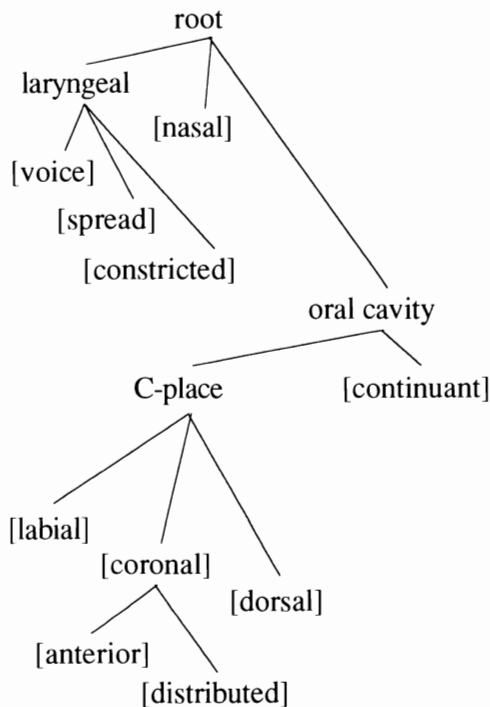 root
laryngeal
[nasal]
[voice]
[spread]
[constricted]
oral cavity
C-place
[continuant]
[labial]
[coronal]
[dorsal]
[anterior]
[distributed]